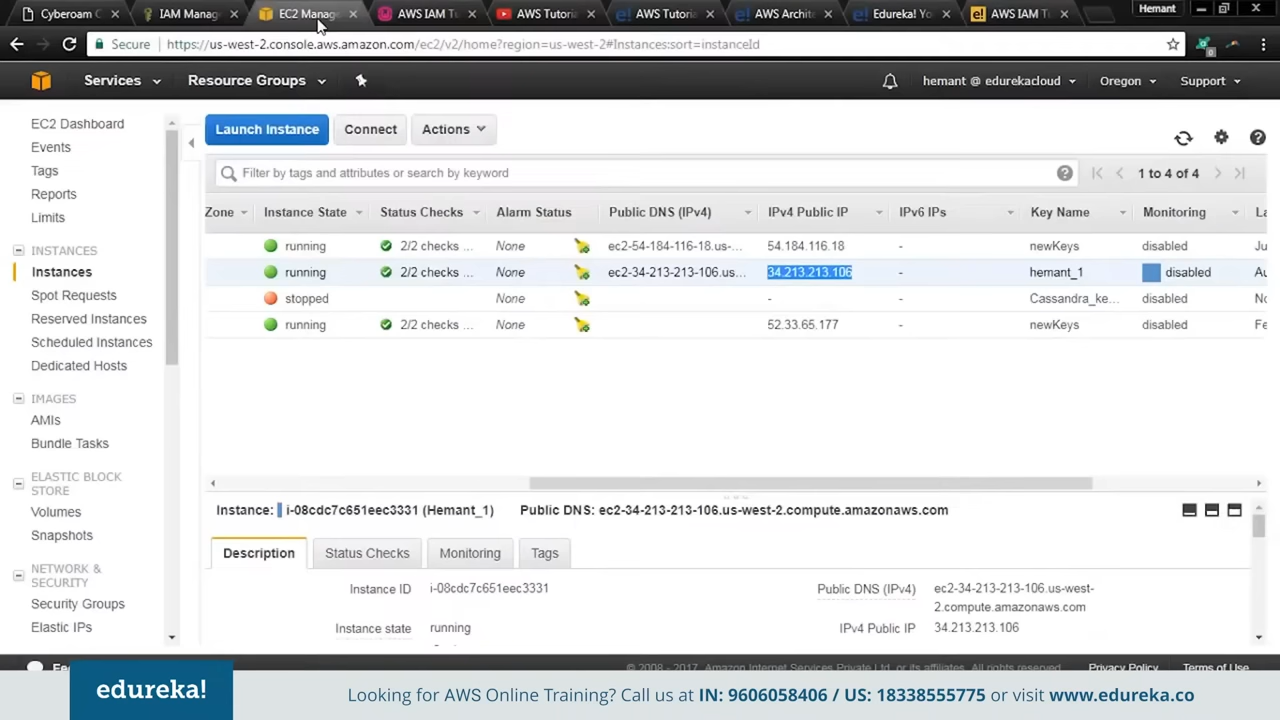 Cyberoam C
IAM Manag
EC2 Manag
AWS IAM Tu
AWS Tutori
AWS Tutori
AWS Archit
Edureka! Yo
AWS IAM Tu
Hemant
Secure https://us-west-2.console.aws.amazon.com/ec2/v2/home?region=us-west-2#Instances:sort=instanceId
Services Resource Groups hemant @ edurekacloud Oregon Support
EC2 Dashboard
Events
Tags
Reports
Limits
INSTANCES
Instances
Spot Requests
Reserved Instances
Scheduled Instances
Dedicated Hosts
IMAGES
AMIs
Bundle Tasks
ELASTIC BLOCK
STORE
Volumes
Snapshots
NETWORK &
SECURITY
Security Groups
Elastic IPs
Launch Instance Connect Actions
Filter by tags and attributes or search by keyword 1 to 4 of 4
Zone Instance State Status Checks Alarm Status Public DNS (IPv4) IPv4 Public IP IPv6 IPs Key Name Monitoring La
running 2/2 checks ... None ec2-54-184-116-18.us-... 54.184.116.18 - newKeys disabled Ju
running 2/2 checks ... None ec2-34-213-213-106.us... 34.213.213.106 - hemant_1 disabled Au
stopped None - - Cassandra_ke... disabled No
running 2/2 checks ... None 52.33.65.177 - newKeys disabled Fe
Instance: i-08cdc7c651eec3331 (Hemant_1) Public DNS: ec2-34-213-213-106.us-west-2.compute.amazonaws.com
Description Status Checks Monitoring Tags
Instance ID i-08cdc7c651eec3331 Public DNS (IPv4) ec2-34-213-213-106.us-west-
2.compute.amazonaws.com
Instance state running IPv4 Public IP 34.213.213.106
© 2008 - 2017, Amazon Internet Services Private Ltd. or its affiliates. All rights reserved. Privacy Policy Terms of Use
edureka!
Looking for AWS Online Training? Call us at IN: 9606058406 / US: 18338555775 or visit www.edureka.co